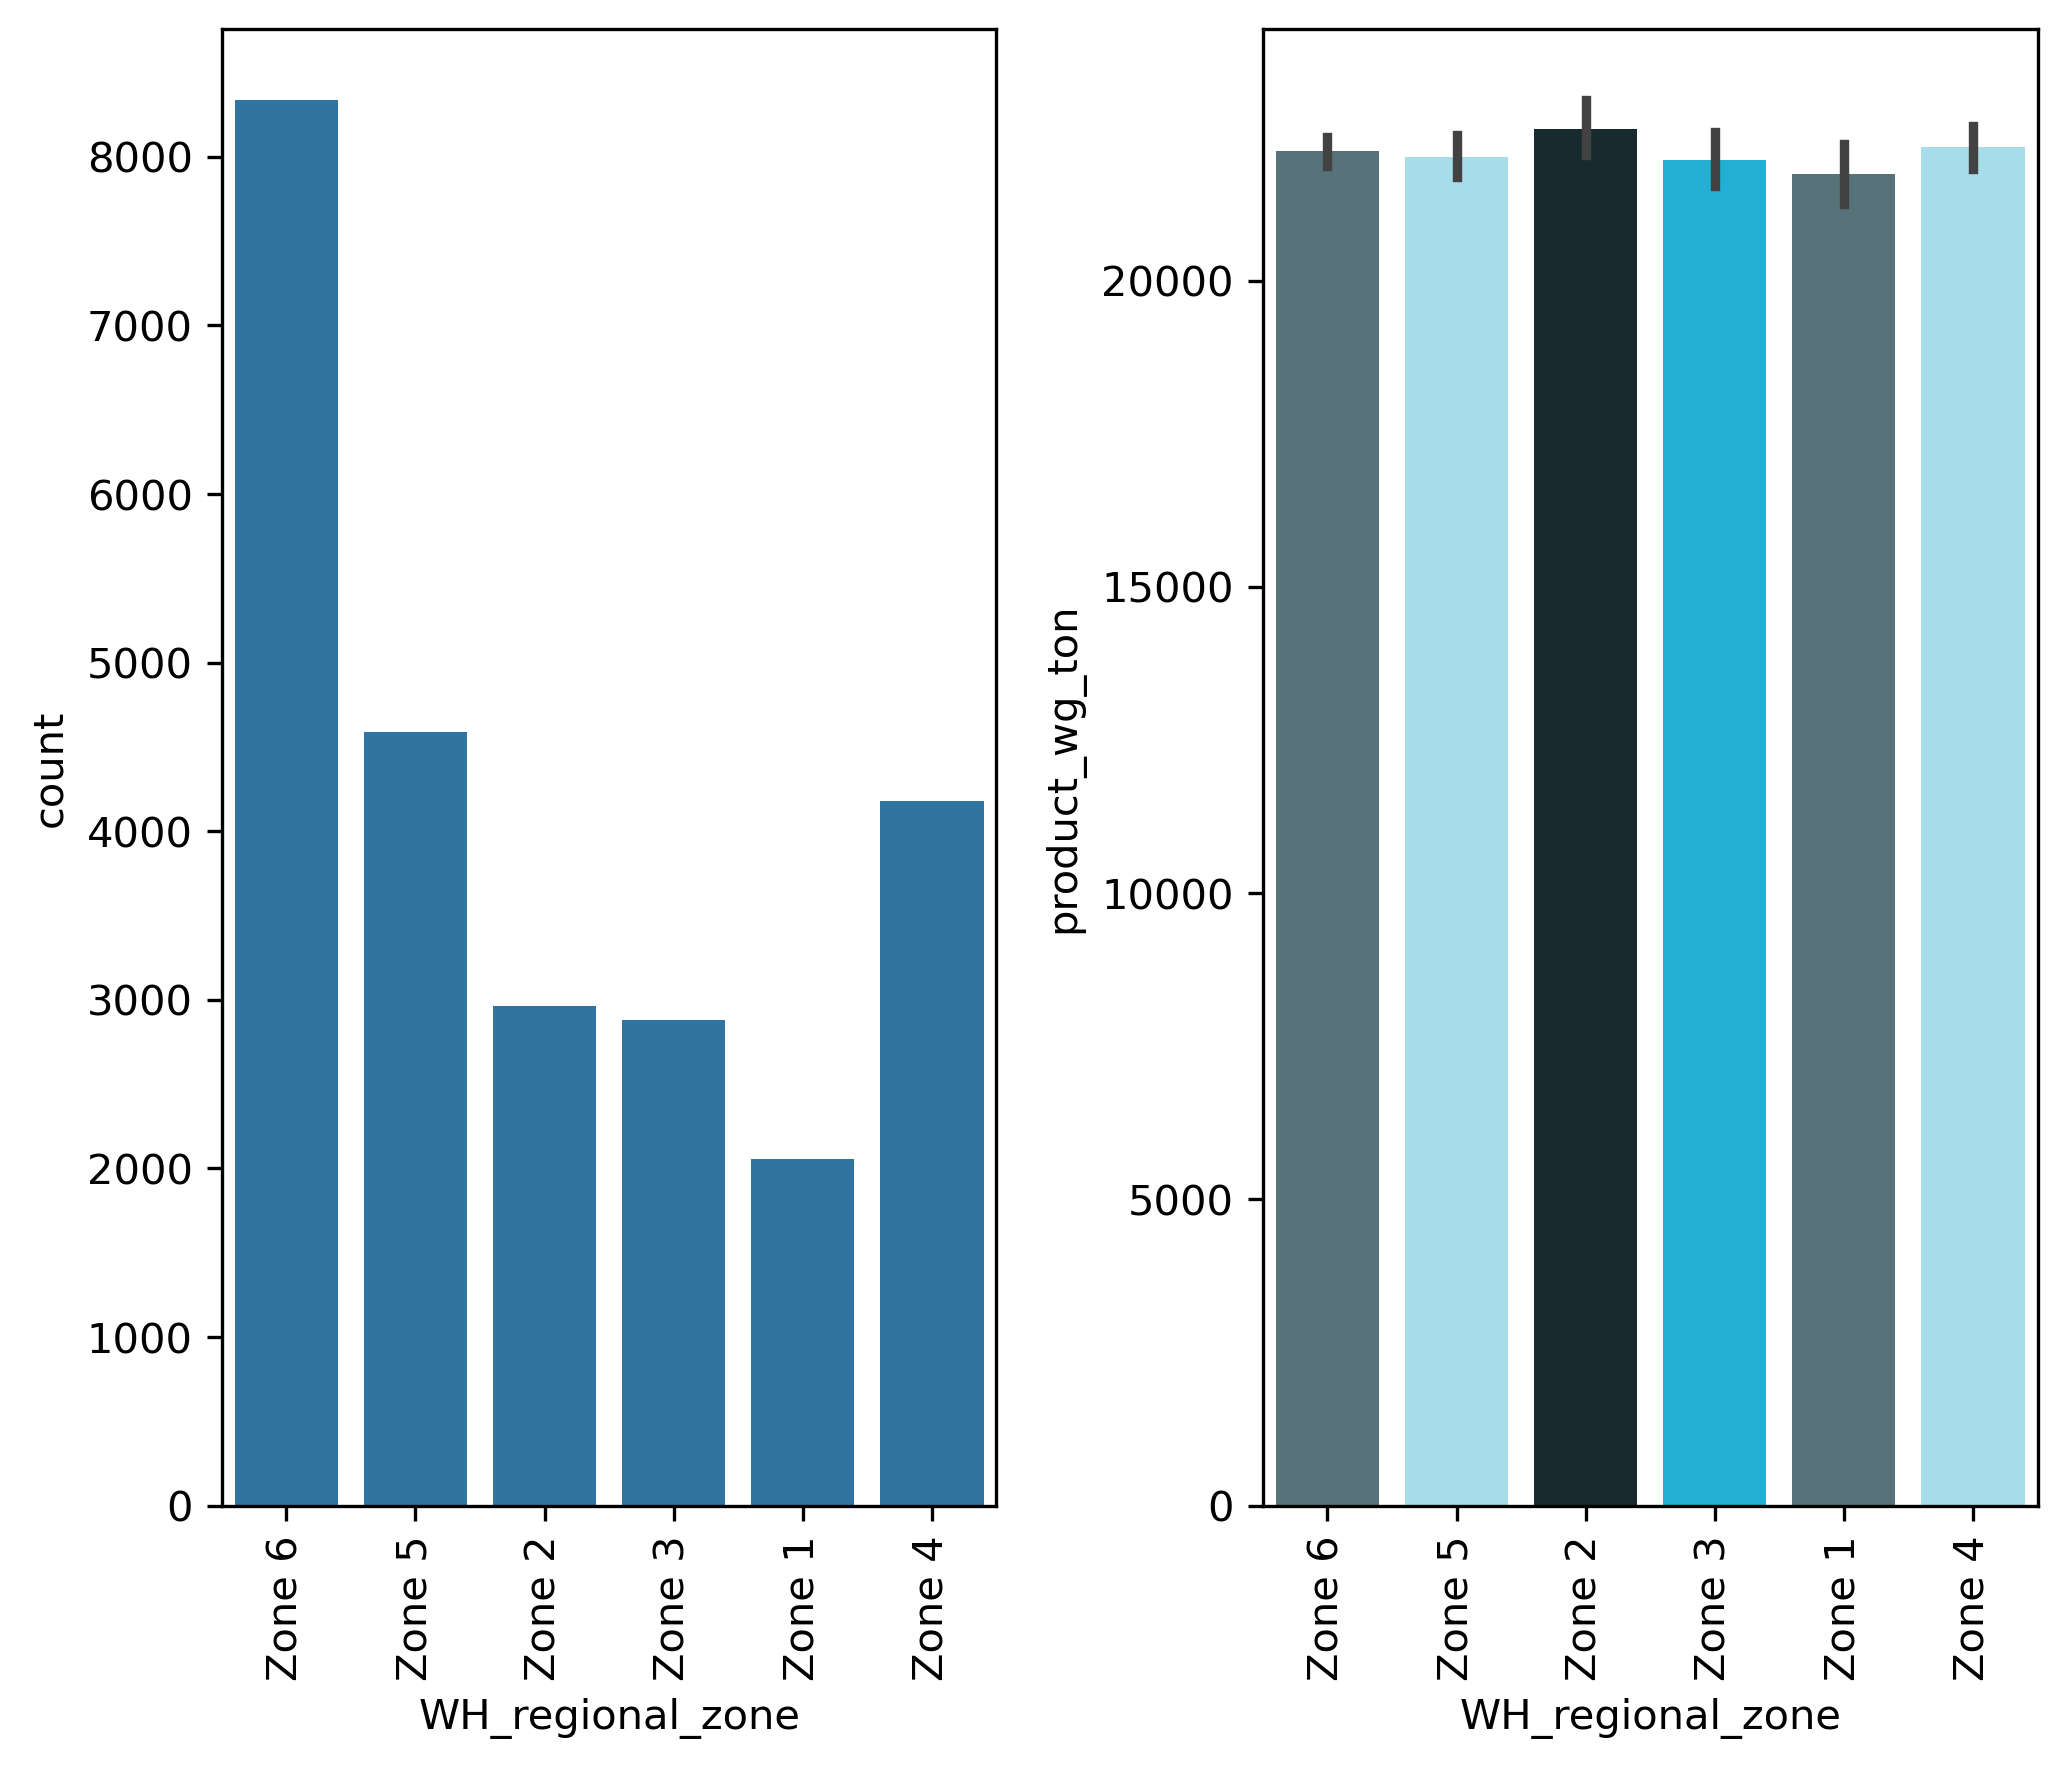 count
8000
7000
6000
5000
4000
3000
2000
1000
0
Zone 6
Zone 5
Zone 2
Zone 3
Zone 1
Zone 4
WH_regional_zone
product_wg_ton
20000
15000
10000
5000
0
Zone 6
Zone 5
Zone 2
Zone 3
Zone 1
Zone 4
WH_regional_zone